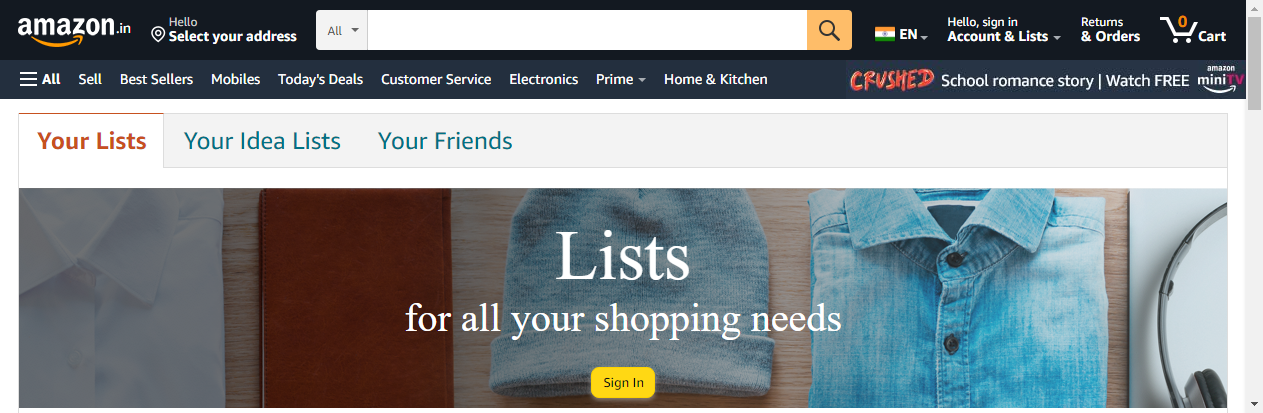 amazon.in
Hello
Select your address
All
EN
Hello, sign in
Account & Lists
Returns
& Orders
0
Cart
All Sell Best Sellers Mobiles Today's Deals Customer Service Electronics Prime Home & Kitchen
CRUSHED School romance story | Watch FREE
amazon
miniTV
Your Lists Your Idea Lists Your Friends
Lists
for all your shopping needs
Sign In